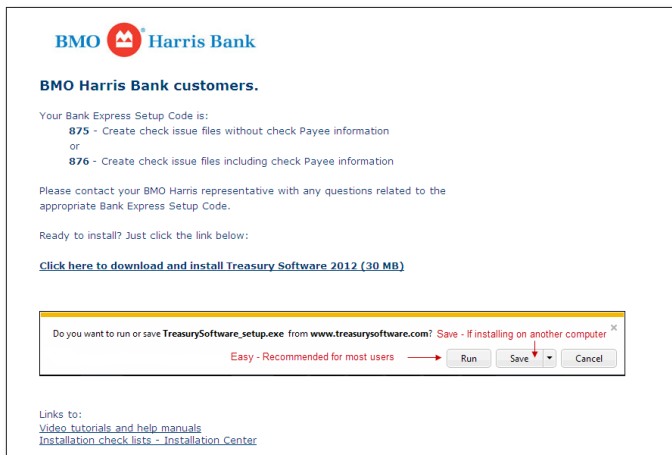 BMO Harris Bank
BMO Harris Bank customers.
Your Bank Express Setup Code is:
875 - Create check issue files without check Payee information
or
876 - Create check issue files including check Payee information
Please contact your BMO Harris representative with any questions related to the
appropriate Bank Express Setup Code.
Ready to install? Just click the link below:
Click here to download and install Treasury Software 2012 (30 MB)
Do you want to run or save TreasurySoftware_setup.exe from www.treasurysoftware.com? Save - If installing on another computer
Easy - Recommended for most users Run Save Cancel
Links to:
Video tutorials and help manuals
Installation check lists - Installation Center